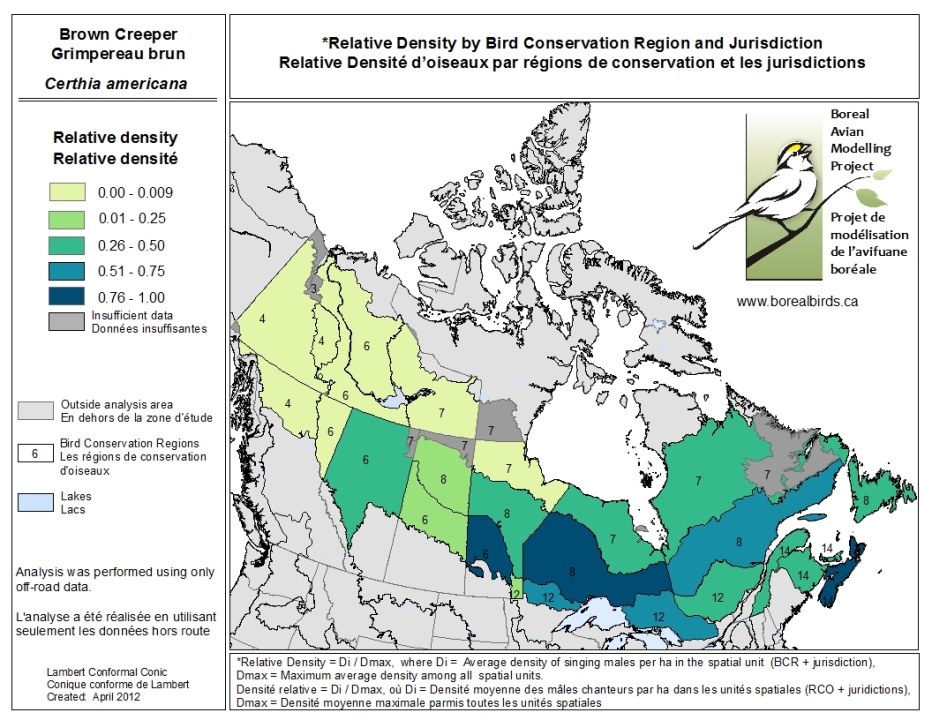 Brown Creeper
Grimpereau brun
Certhia americana
*Relative Density by Bird Conservation Region and Jurisdiction
Relative Densité d'oiseaux par régions de conservation et les jurisdictions
Relative density
Relative densité
0.00 - 0.009
0.01 - 0.25
0.26 - 0.50
0.51 - 0.75
0.76 - 1.00
Insufficient data
Données insuffisantes
Outside analysis area
En dehors de la zone d'étude
6
Bird Conservation Regions
Les régions de conservation
d'oiseaux
Lakes
Lacs
Analysis was performed using only
off-road data.
L'analyse a été réalisée en utilisant
seulement les données hors route
Lambert Conformal Conic
Conique conforme de Lambert
Created: April 2012
Boreal
Avian
Modelling
Project
Projet de
modélisation
de l'avifuane
boréale
www.borealbirds.ca
3
4
4
6
4
6
7
7
6
7
7
7
6
8
7
8
6
6
8
7
2
12
12
7
7
8
8
12
14
14
14
*Relative Density = Di / Dmax, where Di = Average density of singing males per ha in the spatial unit (BCR + jurisdiction),
Dmax = Maximum average density among all spatial units.
Densité relative = Di / Dmax, où Di = Densité moyenne des mâles chanteurs par ha dans les unités spatiales (RCO + juridictions),
Dmax = Densité moyenne maximale parmis toutes les unités spatiales